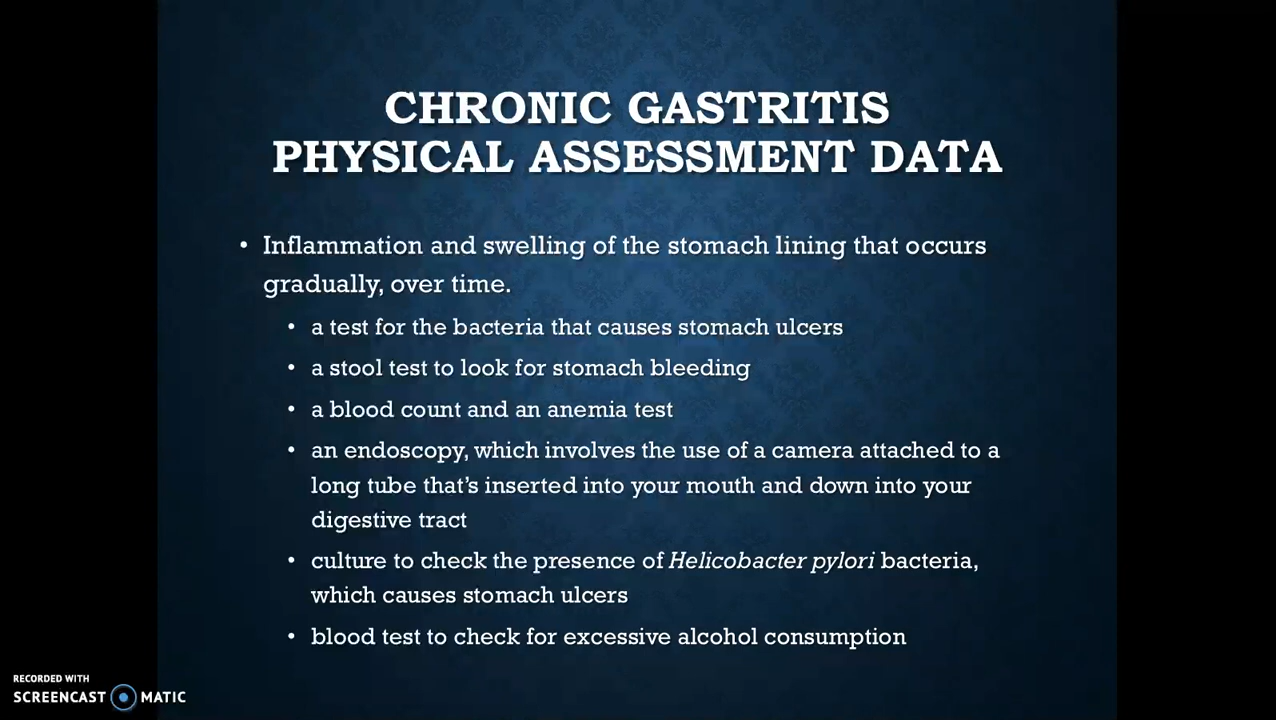 CHRONIC GASTRITIS
PHYSICAL ASSESSMENT DATA
• Inflammation and swelling of the stomach lining that occurs
gradually, over time.
• a test for the bacteria that causes stomach ulcers
• a stool test to look for stomach bleeding
• a blood count and an anemia test
• an endoscopy, which involves the use of a camera attached to a
long tube that's inserted into your mouth and down into your
digestive tract
• culture to check the presence of Helicobacter pylori bacteria,
which causes stomach ulcers
• blood test to check for excessive alcohol consumption
RECORDED WITH
SCREENCAST MATIC